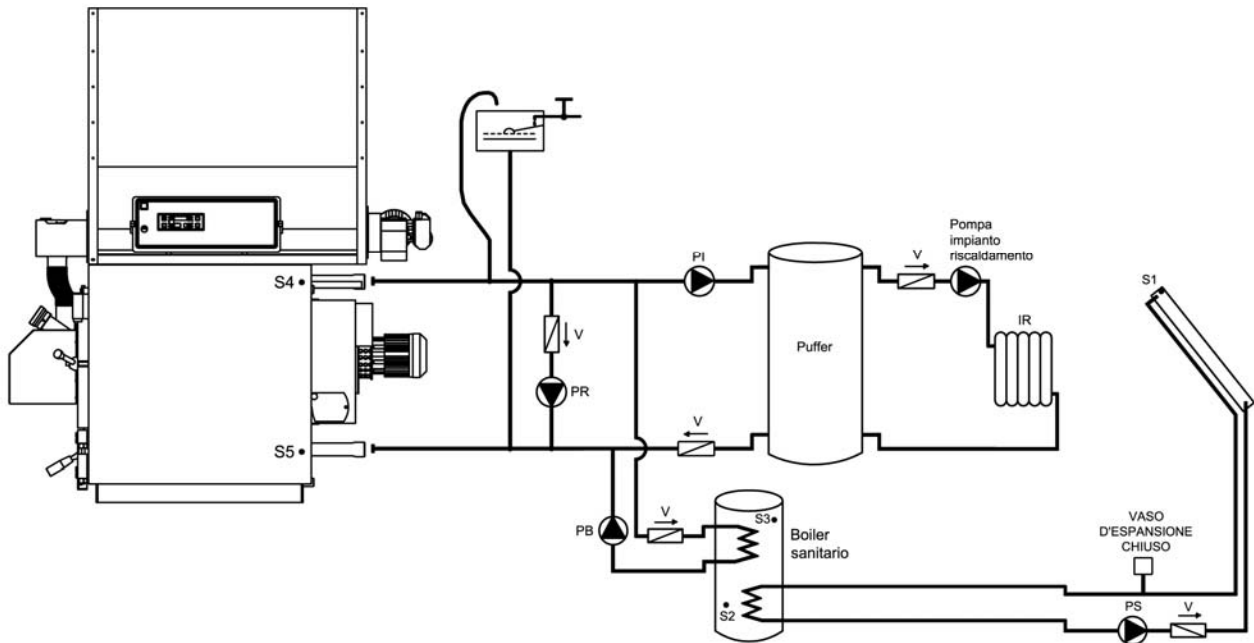 S4
S5
V
PR
PI
V
Puffer
V
Pompa
impianto
riscaldamento
IR
S1
PB
V
S3
Boiler
sanitario
S2
VASO
D'ESPANSIONE
CHIUSO
PS
V